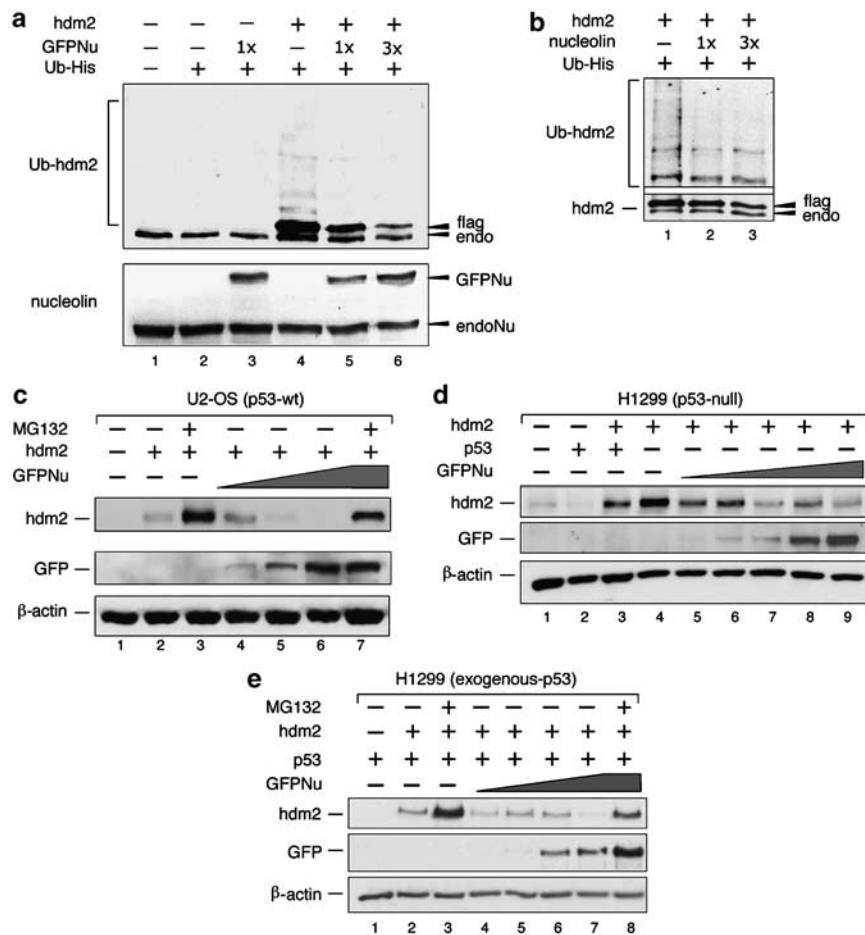 a
hdm2 – – – + + +
GFPNu – – 1x – 1x 3x
Ub-His – + + + + +
Ub-hdm2
flag
endo
nucleolin
GFPNu
endoNu
1 2 3 4 5 6
b
hdm2 + + +
nucleolin – 1x 3x
Ub-His + + +
Ub-hdm2
hdm2
flag
endo
1 2 3
c
U2-OS (p53-wt)
MG132 – – + – – – +
hdm2 – + + + + + +
GFPNu – – –
hdm2
GFP
β-actin
1 2 3 4 5 6 7
d
H1299 (p53-null)
hdm2 – – + + + + + + +
p53 – + + – – – – – –
GFPNu – – – –
hdm2
GFP
β-actin
1 2 3 4 5 6 7 8 9
e
H1299 (exogenous-p53)
MG132 – – + – – – – +
hdm2 – + + + + + + +
p53 + + + + + + + +
GFPNu – – –
hdm2
GFP
β-actin
1 2 3 4 5 6 7 8